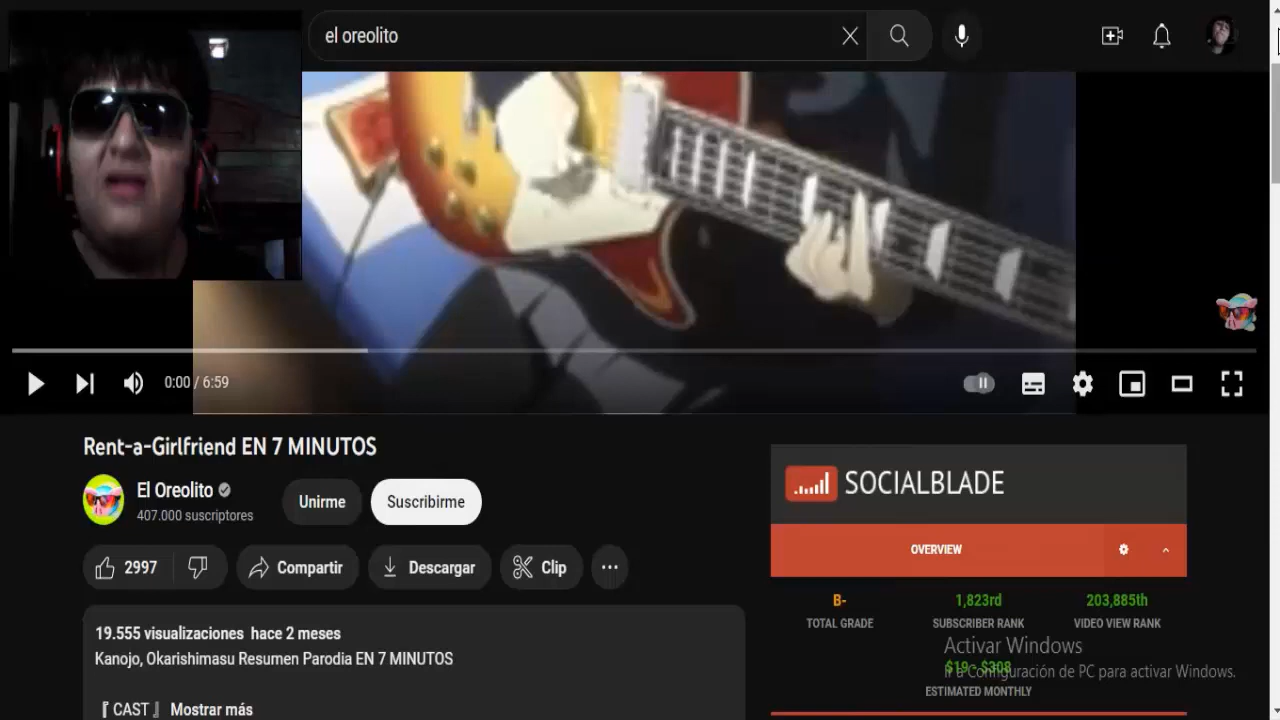 el oreolito
0:00 / 6:59
Rent-a-Girlfriend EN 7 MINUTOS
El Oreolito
407.000 suscriptores
Unirme
Suscribirme
2997
Compartir
Descargar
Clip
19.555 visualizaciones hace 2 meses
Kanojo, Okarishimasu Resumen Parodia EN 7 MINUTOS
『 CAST 』 Mostrar más
SOCIALBLADE
OVERVIEW
B- 1,823rd 203,885th
TOTAL GRADE SUBSCRIBER RANK VIDEO VIEW RANK
Activar Windows
$19 - $308
Ir a Configuración de PC para activar Windows.
ESTIMATED MONTHLY